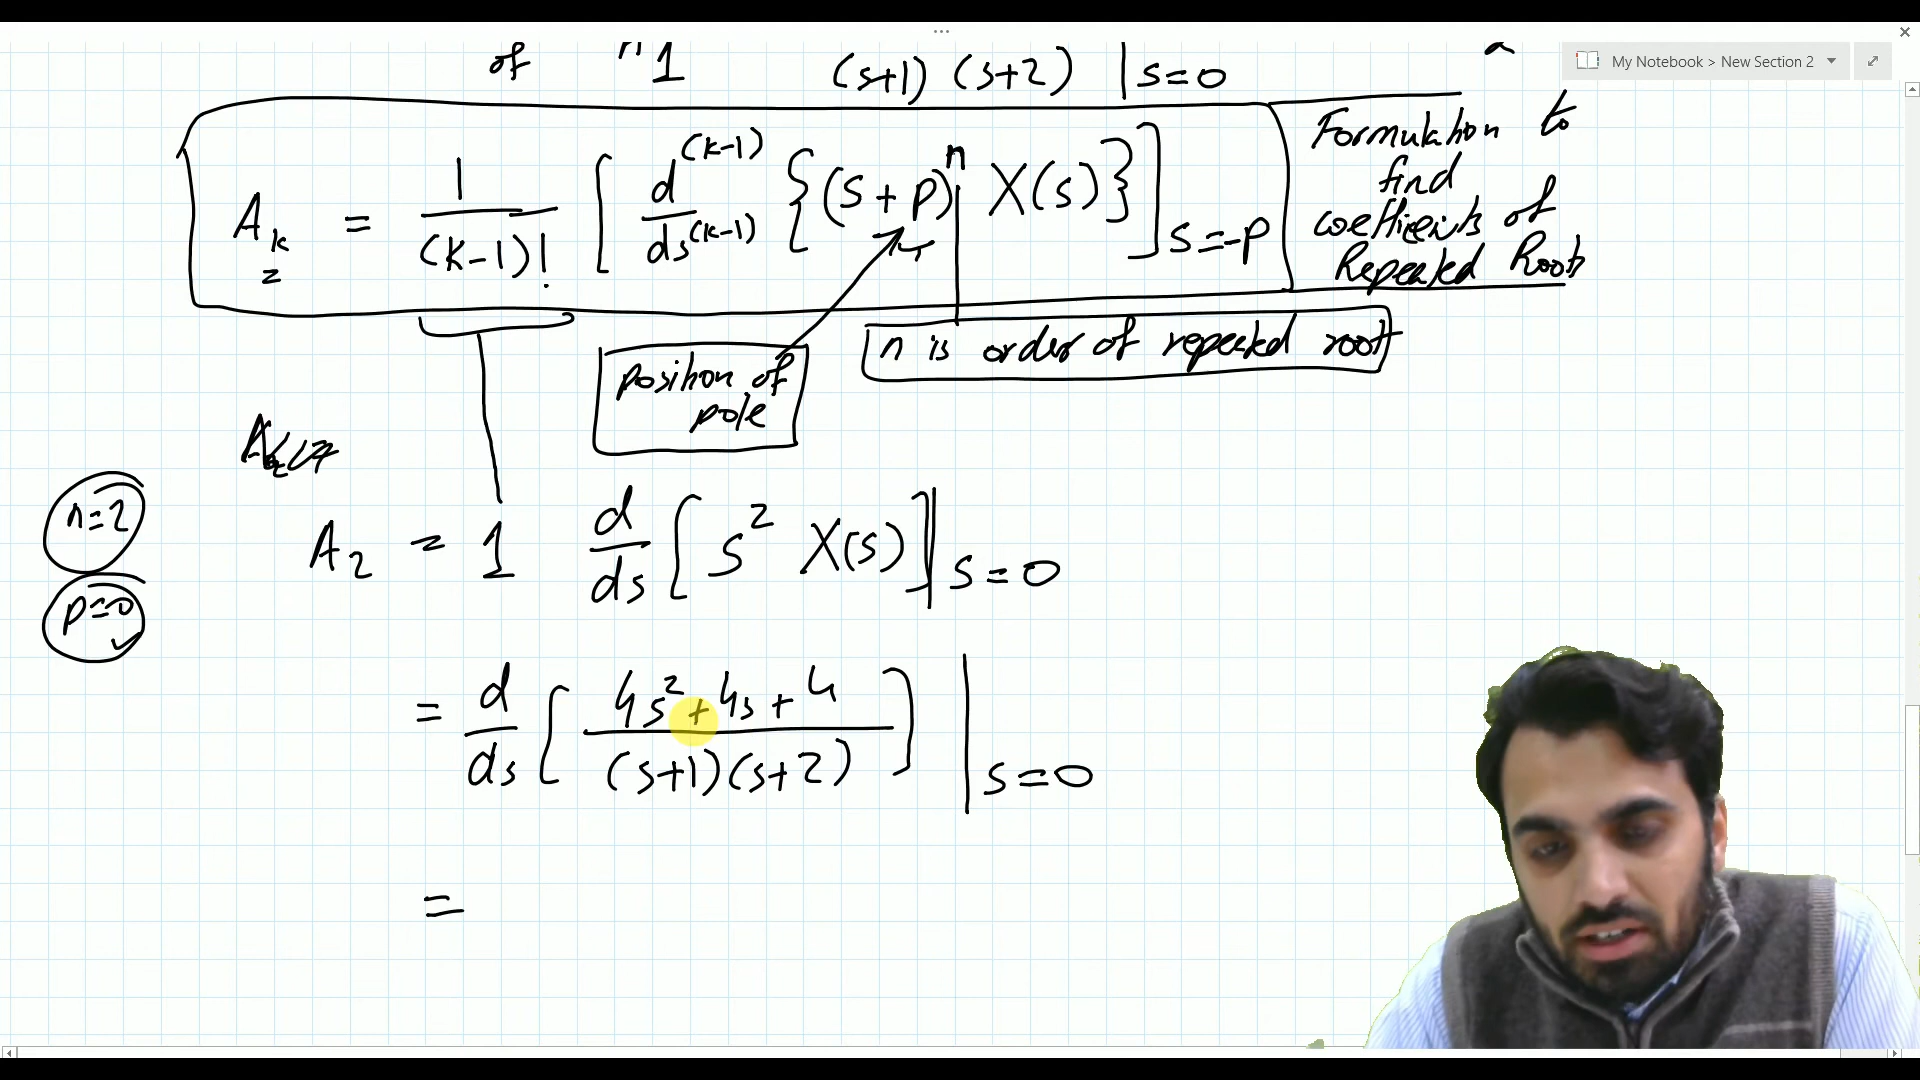 of 1 (s+1) (s+2) | s=0
My Notebook > New Section 2
A_k = 1/(k-1)! [ d^(k-1)/ds^(k-1) { (s+p)^n X(s) } ] s=-p
2
Formulation to
find
coefficients of
Repeated Roots
position of
pole
n is order of repeated root
n=2
p=0
A_2 = 1 d/ds [ s^2 X(s) ] | s=0
= d/ds [ 4s^2+4s+4 / (s+1)(s+2) ] | s=0
=